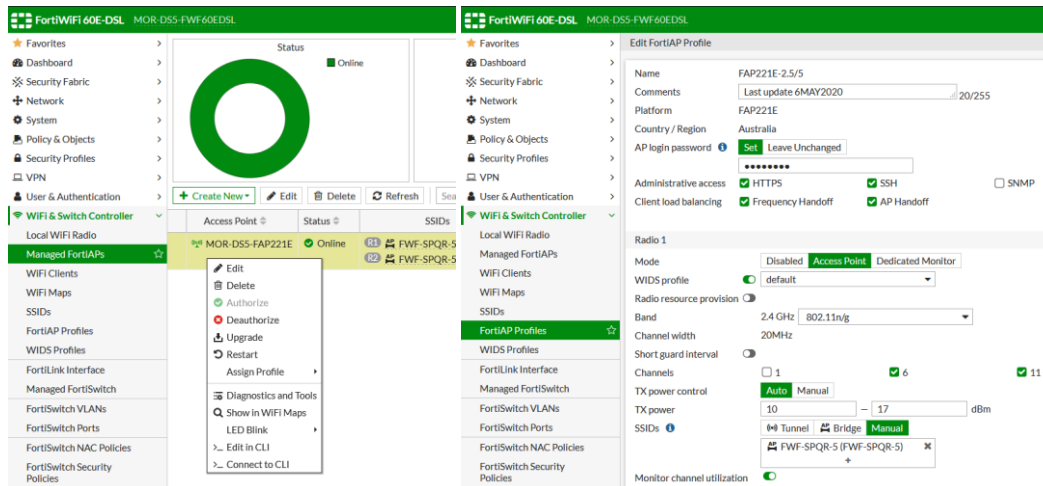 FortiWiFi 60E-DSL MOR-DS5-FWF60EDSL
Favorites
Dashboard
Security Fabric
Network
System
Policy & Objects
Security Profiles
VPN
User & Authentication
WiFi & Switch Controller
Local WiFi Radio
Managed FortiAPs
WiFi Clients
WiFi Maps
SSIDs
FortiAP Profiles
WIDS Profiles
FortiLink Interface
Managed FortiSwitch
FortiSwitch VLANs
FortiSwitch Ports
FortiSwitch NAC Policies
FortiSwitch Security
Policies
Status
Online
Create New Edit Delete Refresh Sea
Access Point Status SSIDs
MOR-DS5-FAP221E Online R1 FWF-SPQR-5
R2 FWF-SPQR-5
Edit
Delete
Authorize
Deauthorize
Upgrade
Restart
Assign Profile
Diagnostics and Tools
Show in WiFi Maps
LED Blink
>_ Edit in CLI
>_ Connect to CLI
FortiWiFi 60E-DSL MOR-DS5-FWF60EDSL
Favorites
Dashboard
Security Fabric
Network
System
Policy & Objects
Security Profiles
VPN
User & Authentication
WiFi & Switch Controller
Local WiFi Radio
Managed FortiAPs
WiFi Clients
WiFi Maps
SSIDs
FortiAP Profiles
WIDS Profiles
FortiLink Interface
Managed FortiSwitch
FortiSwitch VLANs
FortiSwitch Ports
FortiSwitch NAC Policies
FortiSwitch Security
Policies
Edit FortiAP Profile
Name FAP221E-2.5/5
Comments Last update 6MAY2020 20/255
Platform FAP221E
Country / Region Australia
AP login password Set Leave Unchanged
••••••••
Administrative access HTTPS SSH SNMP
Client load balancing Frequency Handoff AP Handoff
Radio 1
Mode Disabled Access Point Dedicated Monitor
WIDS profile default
Radio resource provision
Band 2.4 GHz 802.11n/g
Channel width 20MHz
Short guard interval
Channels 1 6 11
TX power control Auto Manual
TX power 10 – 17 dBm
SSIDs Tunnel Bridge Manual
FWF-SPQR-5 (FWF-SPQR-5) ×
+
Monitor channel utilization